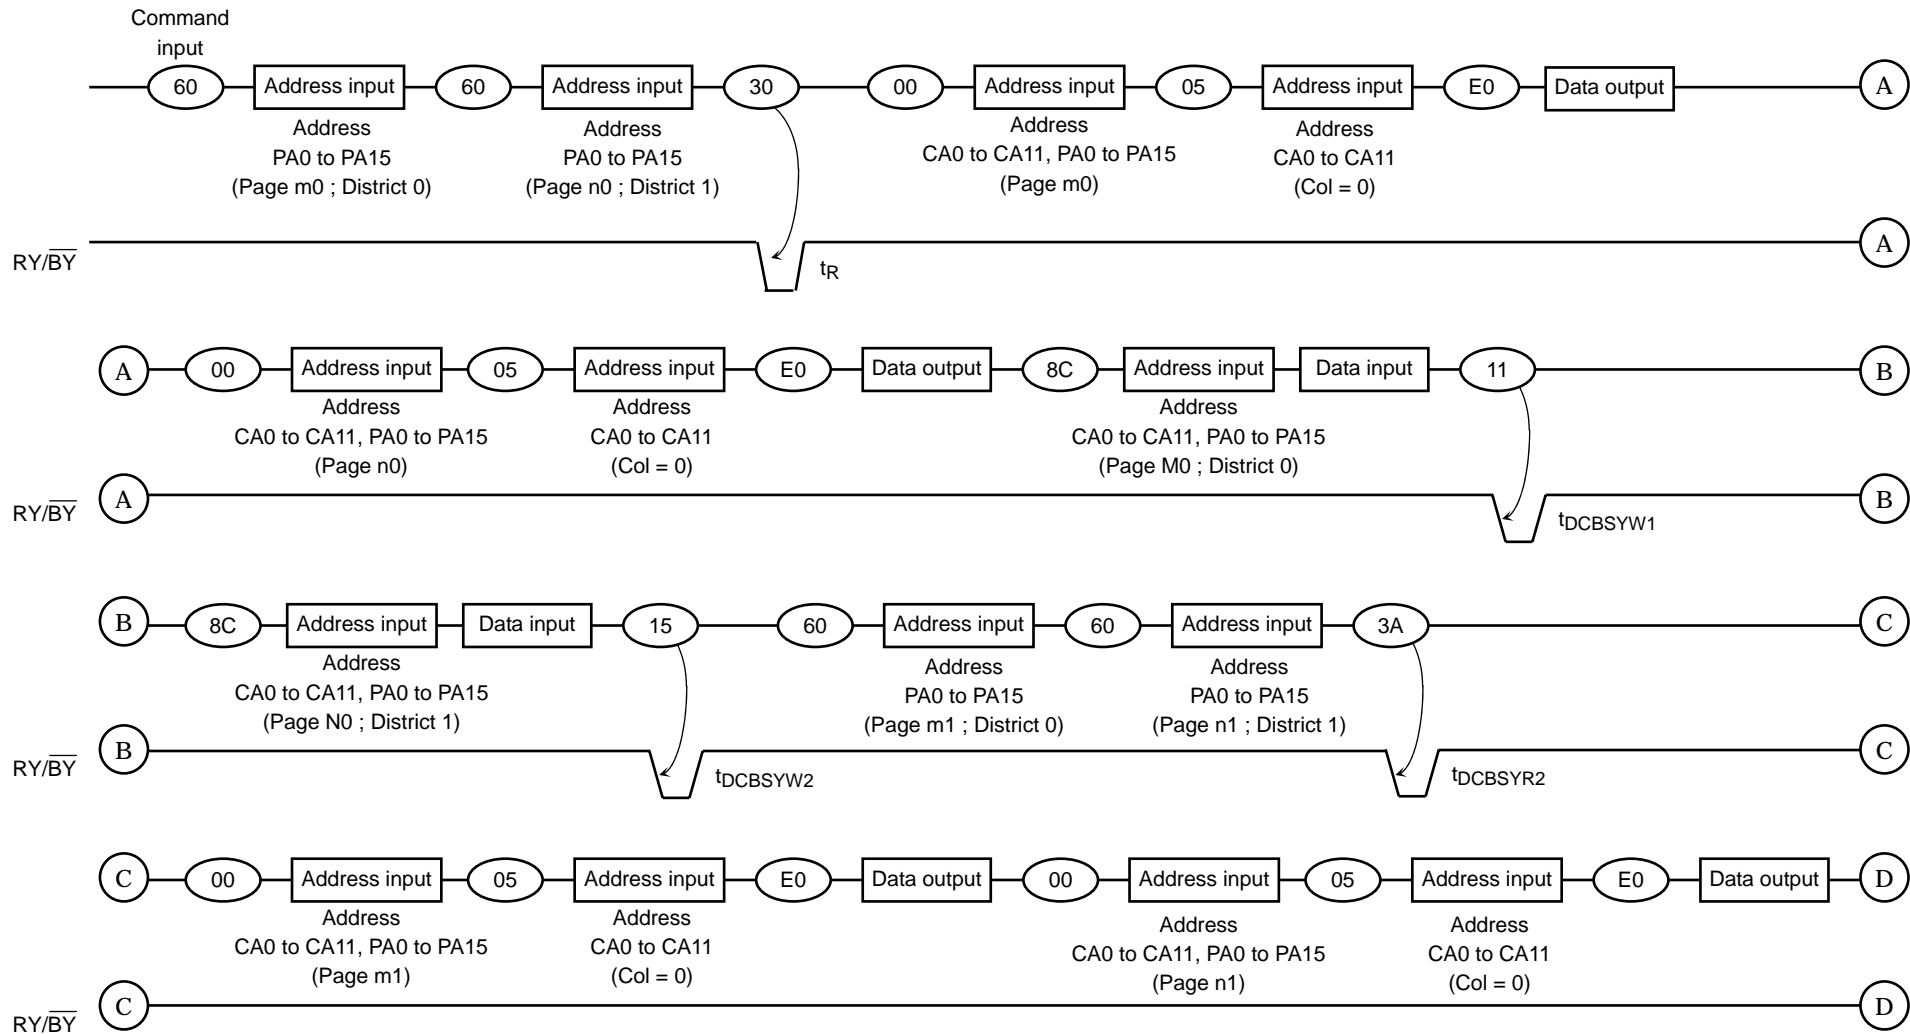 Command
input
60 Address input 60 Address input 30 00 Address input 05 Address input E0 Data output A
Address
PA0 to PA15
(Page m0 ; District 0)
Address
PA0 to PA15
(Page n0 ; District 1)
Address
CA0 to CA11, PA0 to PA15
(Page m0)
Address
CA0 to CA11
(Col = 0)
RY/B̅Y̅ A
tR
A 00 Address input 05 Address input E0 Data output 8C Address input Data input 11 B
Address
CA0 to CA11, PA0 to PA15
(Page n0)
Address
CA0 to CA11
(Col = 0)
Address
CA0 to CA11, PA0 to PA15
(Page M0 ; District 0)
RY/B̅Y̅ A B
tDCBSYW1
B 8C Address input Data input 15 60 Address input 60 Address input 3A C
Address
CA0 to CA11, PA0 to PA15
(Page N0 ; District 1)
Address
PA0 to PA15
(Page m1 ; District 0)
Address
PA0 to PA15
(Page n1 ; District 1)
RY/B̅Y̅ B C
tDCBSYW2
tDCBSYR2
C 00 Address input 05 Address input E0 Data output 00 Address input 05 Address input E0 Data output D
Address
CA0 to CA11, PA0 to PA15
(Page m1)
Address
CA0 to CA11
(Col = 0)
Address
CA0 to CA11, PA0 to PA15
(Page n1)
Address
CA0 to CA11
(Col = 0)
RY/B̅Y̅ C D